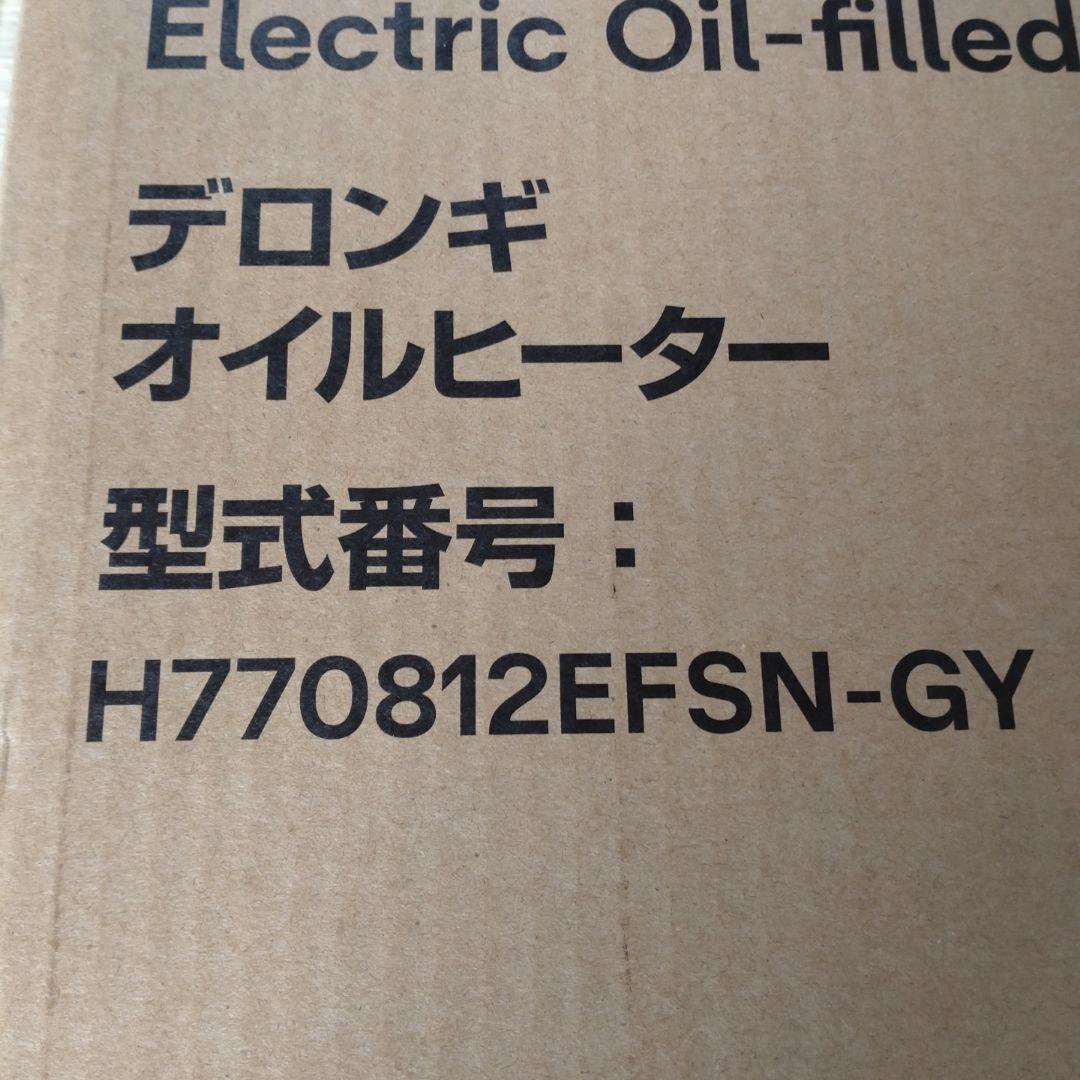 Electric Oil-filled
デロンギ
オイルヒーター
型式番号：
H770812EFSN-GY